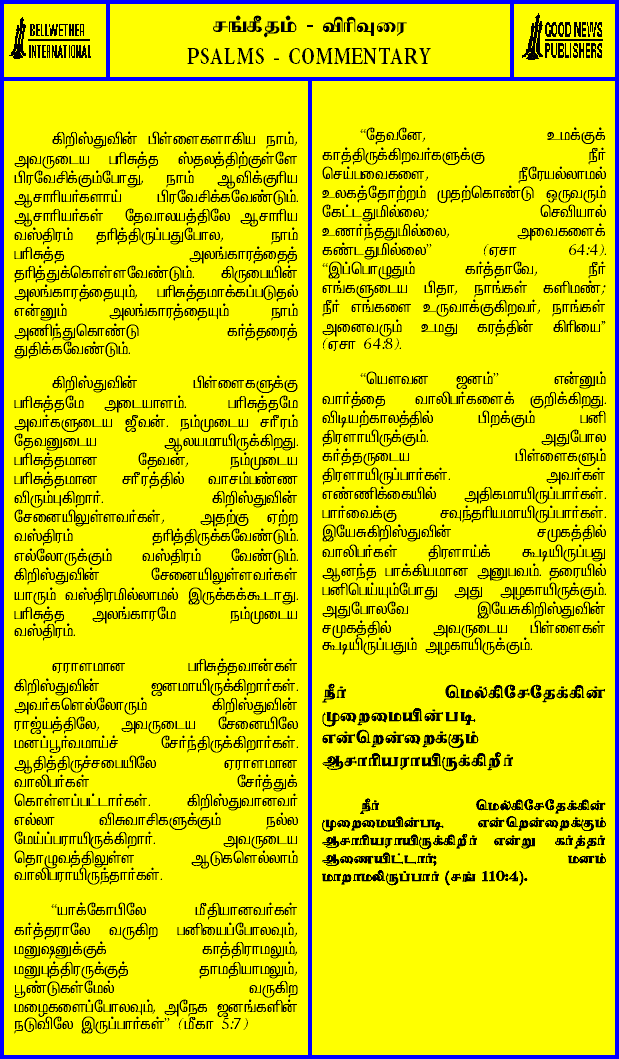 BELLWETHER
INTERNATIONAL
சங்கீதம் - விரிவுரை
PSALMS - COMMENTARY
GOOD NEWS
PUBLISHERS
கிறிஸ்துவின் பிள்ளைகளாகிய நாம்,
அவருடைய பரிசுத்த ஸ்தலத்திற்குள்ளே
பிரவேசிக்கும்போது, நாம் ஆவிக்குரிய
ஆசாரியர்களாய் பிரவேசிக்கவேண்டும்.
ஆசாரியர்கள் தேவாலயத்திலே ஆசாரிய
வஸ்திரம் தரித்திருப்பதுபோல, நாம்
பரிசுத்த அலங்காரத்தைத்
தரித்துக்கொள்ளவேண்டும். கிருபையின்
அலங்காரத்தையும், பரிசுத்தமாக்கப்படுதல்
என்னும் அலங்காரத்தையும் நாம்
அணிந்துகொண்டு கர்த்தரைத்
துதிக்கவேண்டும்.
கிறிஸ்துவின் பிள்ளைகளுக்கு
பரிசுத்தமே அடையாளம். பரிசுத்தமே
அவர்களுடைய ஜீவன். நம்முடைய சரீரம்
தேவனுடைய ஆலயமாயிருக்கிறது.
பரிசுத்தமான தேவன், நம்முடைய
பரிசுத்தமான சரீரத்தில் வாசம்பண்ண
விரும்புகிறார். கிறிஸ்துவின்
சேனையிலுள்ளவர்கள், அதற்கு ஏற்ற
வஸ்திரம் தரித்திருக்கவேண்டும்.
எல்லோருக்கும் வஸ்திரம் வேண்டும்.
கிறிஸ்துவின் சேனையிலுள்ளவர்கள்
யாரும் வஸ்திரமில்லாமல் இருக்கக்கூடாது.
பரிசுத்த அலங்காரமே நம்முடைய
வஸ்திரம்.
ஏராளமான பரிசுத்தவான்கள்
கிறிஸ்துவின் ஜனமாயிருக்கிறார்கள்.
அவர்களெல்லோரும் கிறிஸ்துவின்
ராஜ்யத்திலே, அவருடைய சேனையிலே
மனப்பூர்வமாய்ச் சேர்ந்திருக்கிறார்கள்.
ஆதித்திருச்சபையிலே ஏராளமான
வாலிபர்கள் சேர்த்துக்
கொள்ளப்பட்டார்கள். கிறிஸ்துவானவர்
எல்லா விசுவாசிகளுக்கும் நல்ல
மேய்ப்பராயிருக்கிறார். அவருடைய
தொழுவத்திலுள்ள ஆடுகளெல்லாம்
வாலிபராயிருந்தார்கள்.
“யாக்கோபிலே மீதியானவர்கள்
கர்த்தராலே வருகிற பனியைப்போலவும்,
மனுஷனுக்குக் காத்திராமலும்,
மனுபுத்திரருக்குத் தாமதியாமலும்,
பூண்டுகள்மேல் வருகிற
மழைகளைப்போலவும், அநேக ஜனங்களின்
நடுவிலே இருப்பார்கள்” (மீகா 5:7)
“தேவனே, உமக்குக்
காத்திருக்கிறவர்களுக்கு நீர்
செய்பவைகளை, நீரேயல்லாமல்
உலகத்தோற்றம் முதற்கொண்டு ஒருவரும்
கேட்டதுமில்லை; செவியால்
உணர்ந்ததுமில்லை, அவைகளைக்
கண்டதுமில்லை” (ஏசா 64:4).
“இப்பொழுதும் கர்த்தாவே, நீர்
எங்களுடைய பிதா, நாங்கள் களிமண்;
நீர் எங்களை உருவாக்குகிறவர், நாங்கள்
அனைவரும் உமது கரத்தின் கிரியை”
(ஏசா 64:8).
“யௌவன ஜனம்” என்னும்
வார்த்தை வாலிபர்களைக் குறிக்கிறது.
விடியற்காலத்தில் பிறக்கும் பனி
திரளாயிருக்கும். அதுபோல
கர்த்தருடைய பிள்ளைகளும்
திரளாயிருப்பார்கள். அவர்கள்
எண்ணிக்கையில் அதிகமாயிருப்பார்கள்.
பார்வைக்கு சவுந்தரியமாயிருப்பார்கள்.
இயேசுகிறிஸ்துவின் சமுகத்தில்
வாலிபர்கள் திரளாய்க் கூடியிருப்பது
ஆனந்த பாக்கியமான அனுபவம். தரையில்
பனிபெய்யும்போது அது அழகாயிருக்கும்.
அதுபோலவே இயேசுகிறிஸ்துவின்
சமுகத்தில் அவருடைய பிள்ளைகள்
கூடியிருப்பதும் அழகாயிருக்கும்.
நீர் மெல்கிசேதேக்கின்
முறைமையின்படி
என்றென்றைக்கும்
ஆசாரியராயிருக்கிறீர்
நீர் மெல்கிசேதேக்கின்
முறைமையின்படி என்றென்றைக்கும்
ஆசாரியராயிருக்கிறீர் என்று கர்த்தர்
ஆணையிட்டார்; மனம்
மாறாமலிருப்பார் (சங் 110:4).